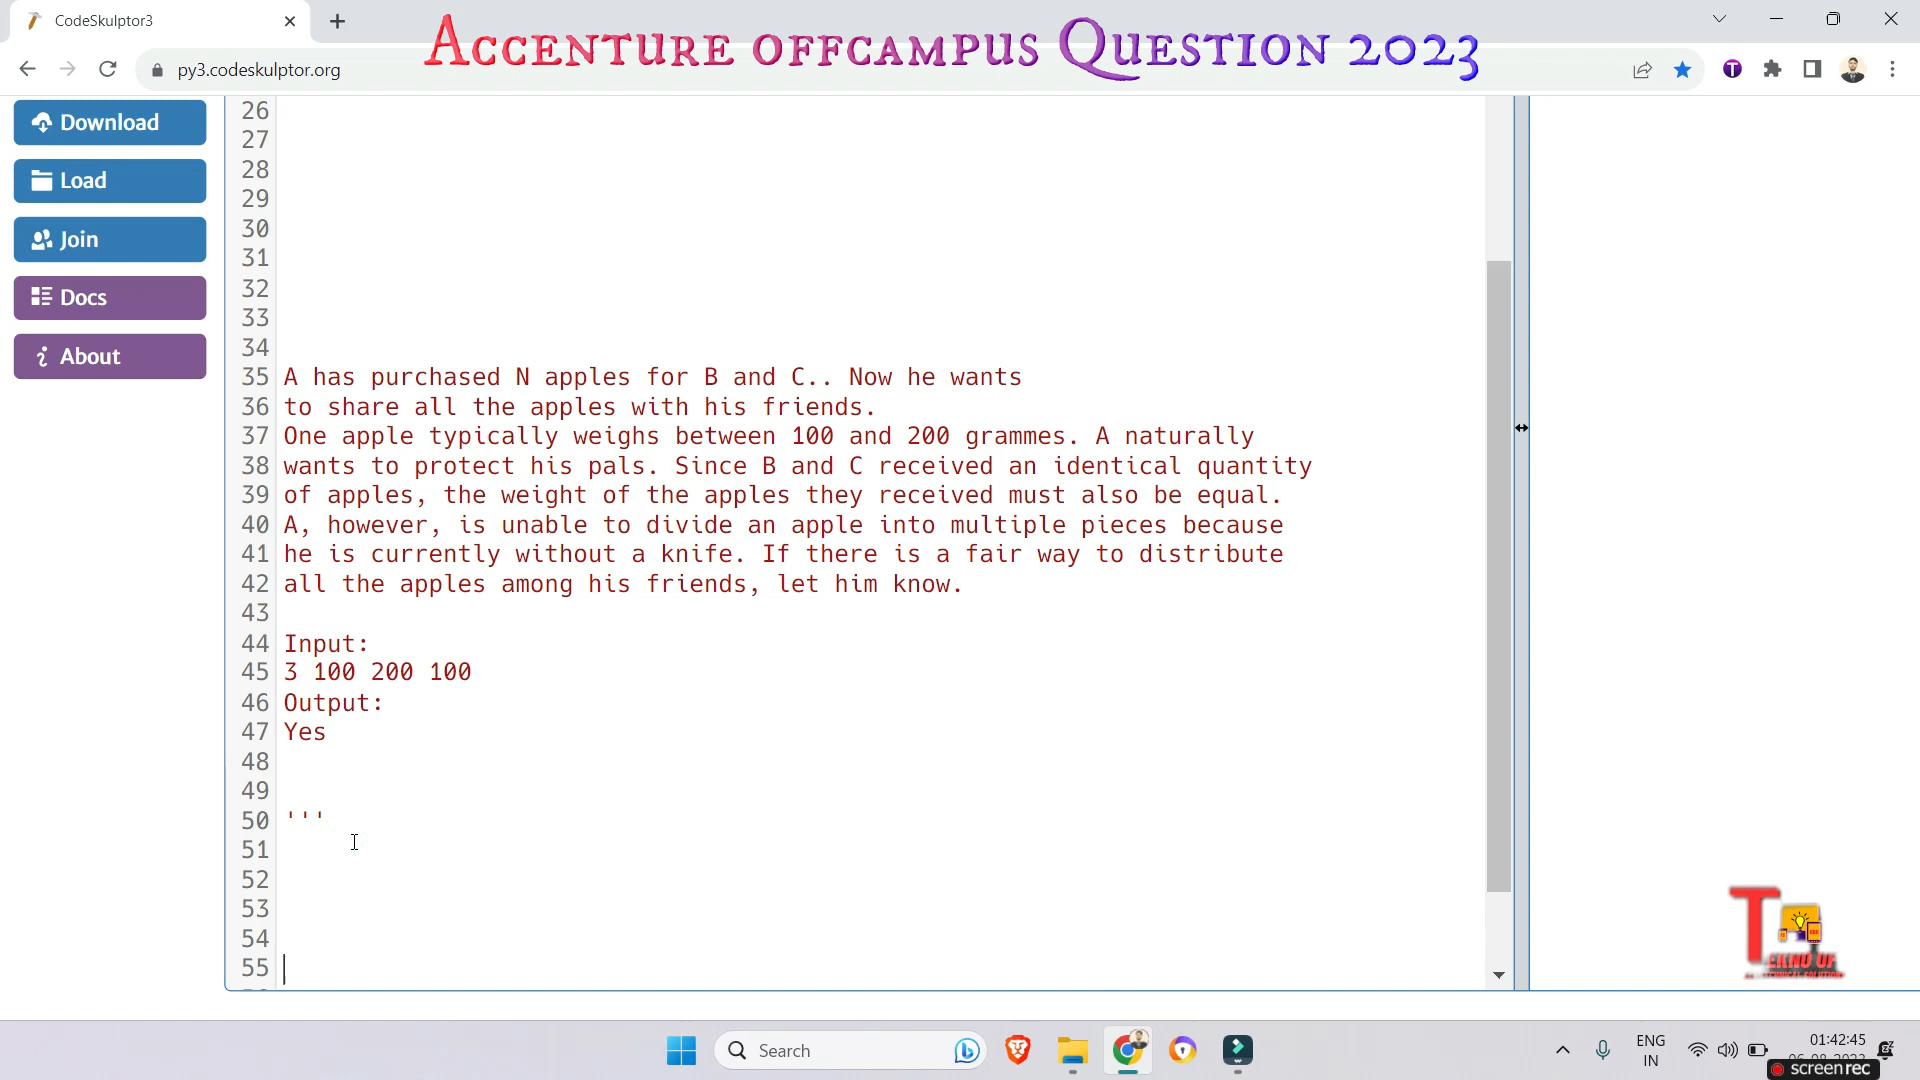 CodeSkulptor3
Accenture offcampus Question 2023
py3.codeskulptor.org
Download
Load
Join
Docs
About
26
27
28
29
30
31
32
33
34
35 A has purchased N apples for B and C.. Now he wants
36 to share all the apples with his friends.
37 One apple typically weighs between 100 and 200 grammes. A naturally
38 wants to protect his pals. Since B and C received an identical quantity
39 of apples, the weight of the apples they received must also be equal.
40 A, however, is unable to divide an apple into multiple pieces because
41 he is currently without a knife. If there is a fair way to distribute
42 all the apples among his friends, let him know.
43
44 Input:
45 3 100 200 100
46 Output:
47 Yes
48
49
50 '''
51
52
53
54
55
Search
ENG
IN
01:42:45
screenrec